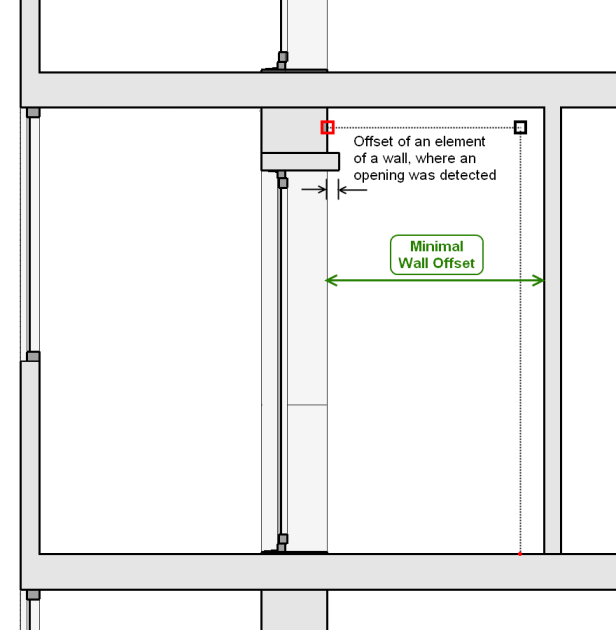 Offset of an element
of a wall, where an
opening was detected
Minimal
Wall Offset